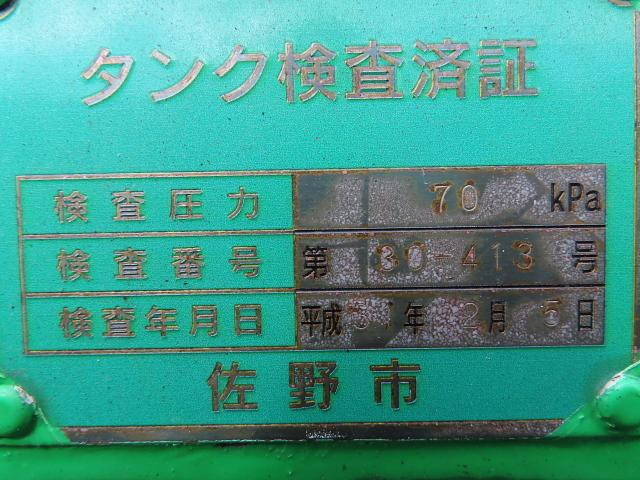 タンク検査済証
検査圧力 70 kPa
検査番号 第 30-413 号
検査年月日 平成 31 年 2 月 5 日
佐野市